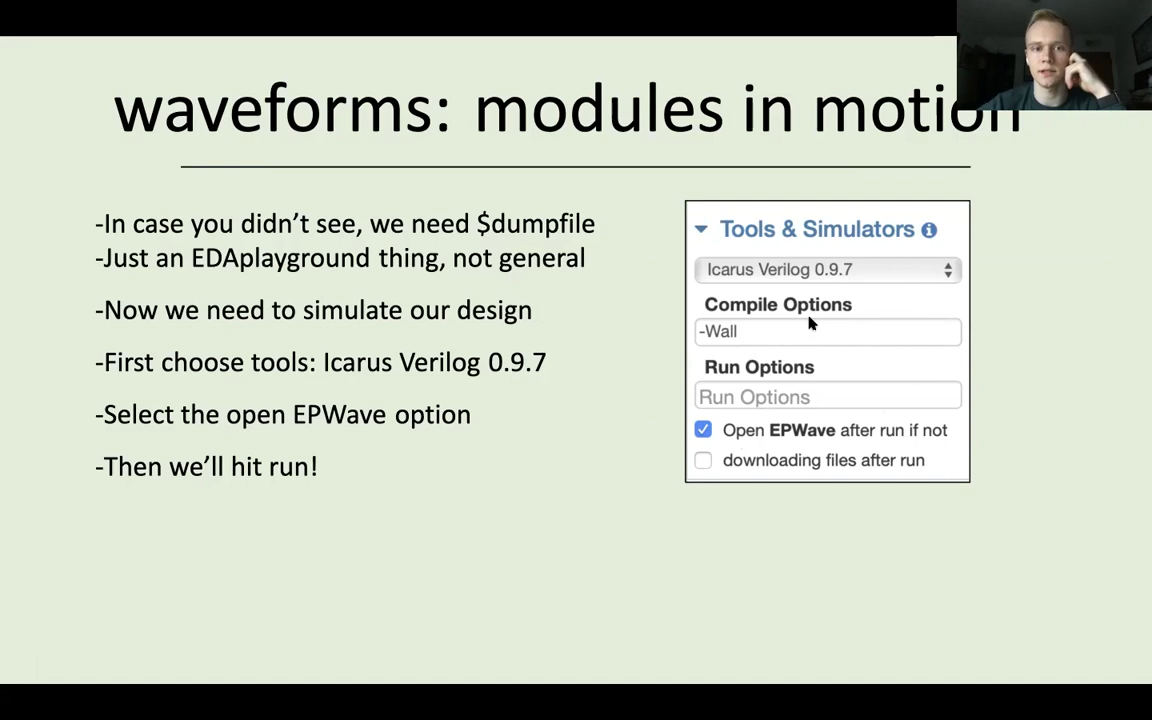 waveforms: modules in motion
-In case you didn’t see, we need $dumpfile
-Just an EDAplayground thing, not general
-Now we need to simulate our design
-First choose tools: Icarus Verilog 0.9.7
-Select the open EPWave option
-Then we’ll hit run!
Tools & Simulators
Icarus Verilog 0.9.7
Compile Options
-Wall
Run Options
Run Options
Open EPWave after run if not
downloading files after run